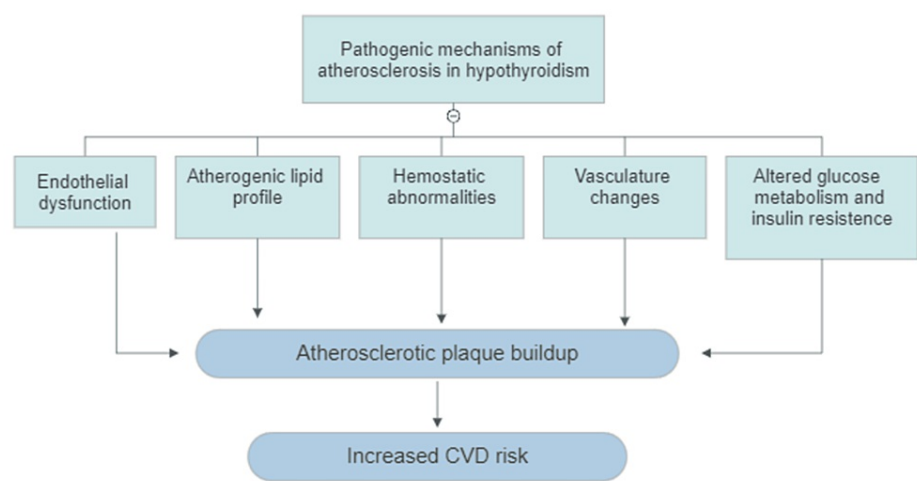 Pathogenic mechanisms of
atherosclerosis in hypothyroidism
Endothelial
dysfunction
Atherogenic lipid
profile
Hemostatic
abnormalities
Vasculature
changes
Altered glucose
metabolism and
insulin resistence
Atherosclerotic plaque buildup
Increased CVD risk